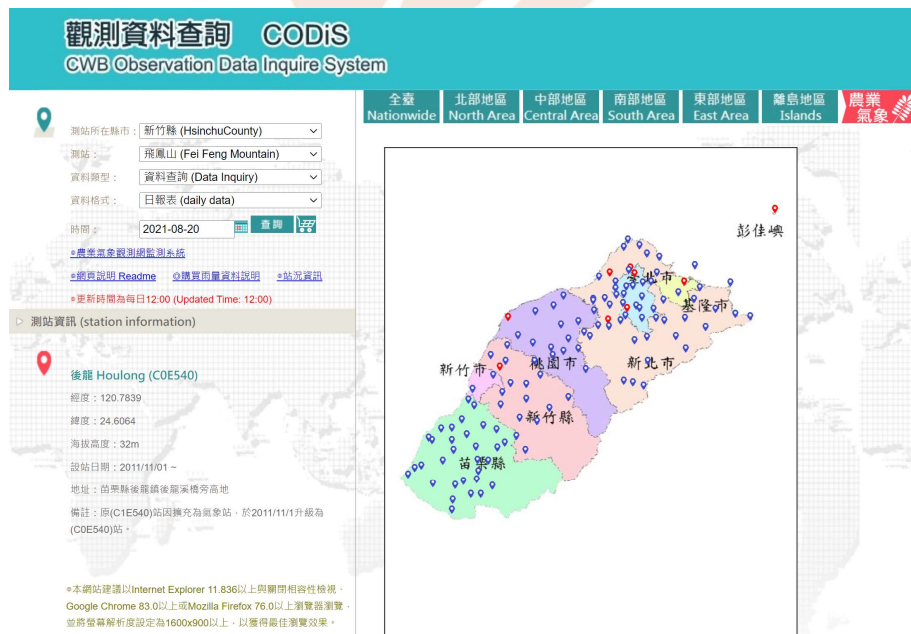 觀測資料查詢 CODiS
CWB Observation Data Inquire System
全臺 北部地區 中部地區 南部地區 東部地區 離島地區 農業
Nationwide North Area Central Area South Area East Area Islands 氣象
測站所在縣市： 新竹縣 (HsinchuCounty)
測站： 飛鳳山 (Fei Feng Mountain)
資料類型： 資料查詢 (Data Inquiry)
資料格式： 日報表 (daily data)
時間： 2021-08-20 查詢
◎農業氣象觀測網監測系統
◎網頁說明 Readme ◎購買雨量資料說明 ◎站況資訊
◎更新時間為每日12:00 (Updated Time: 12:00)
測站資訊 (station information)
後龍 Houlong (C0E540)
經度：120.7839
緯度：24.6064
海拔高度：32m
設站日期：2011/11/01 ~
地址：苗栗縣後龍鎮後龍溪橋旁高地
備註：原(C1E540)站因擴充為氣象站，於2011/11/1升級為
(C0E540)站。
◎本網站建議以Internet Explorer 11.836以上與關閉相容性檢視、
Google Chrome 83.0以上或Mozilla Firefox 76.0以上瀏覽器瀏覽，
並將螢幕解析度設定為1600x900以上，以獲得最佳瀏覽效果。
彭佳嶼
臺北市
基隆市
新竹市
桃園市
新北市
新竹縣
苗栗縣